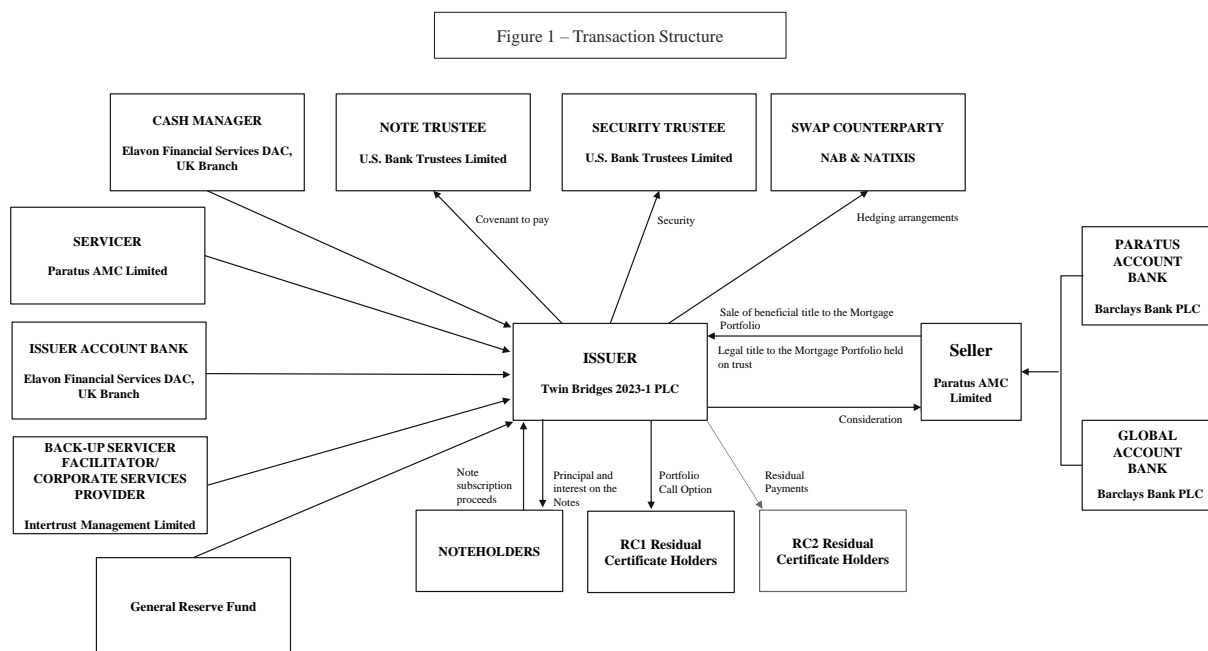 Figure 1 – Transaction Structure
CASH MANAGER
Elavon Financial Services DAC,
UK Branch
NOTE TRUSTEE
U.S. Bank Trustees Limited
SECURITY TRUSTEE
U.S. Bank Trustees Limited
SWAP COUNTERPARTY
NAB & NATIXIS
Covenant to pay
Security
Hedging arrangements
SERVICER
Paratus AMC Limited
PARATUS
ACCOUNT
BANK
Barclays Bank PLC
ISSUER ACCOUNT BANK
Elavon Financial Services DAC,
UK Branch
ISSUER
Twin Bridges 2023-1 PLC
Sale of beneficial title to the Mortgage
Portfolio
Legal title to the Mortgage Portfolio held
on trust
Consideration
Seller
Paratus AMC
Limited
BACK-UP SERVICER
FACILITATOR/
CORPORATE SERVICES
PROVIDER
Intertrust Management Limited
GLOBAL
ACCOUNT
BANK
Barclays Bank PLC
Note
subscription
proceeds
Principal and
interest on the
Notes
Portfolio
Call Option
Residual
Payments
NOTEHOLDERS
RC1 Residual
Certificate Holders
RC2 Residual
Certificate Holders
General Reserve Fund